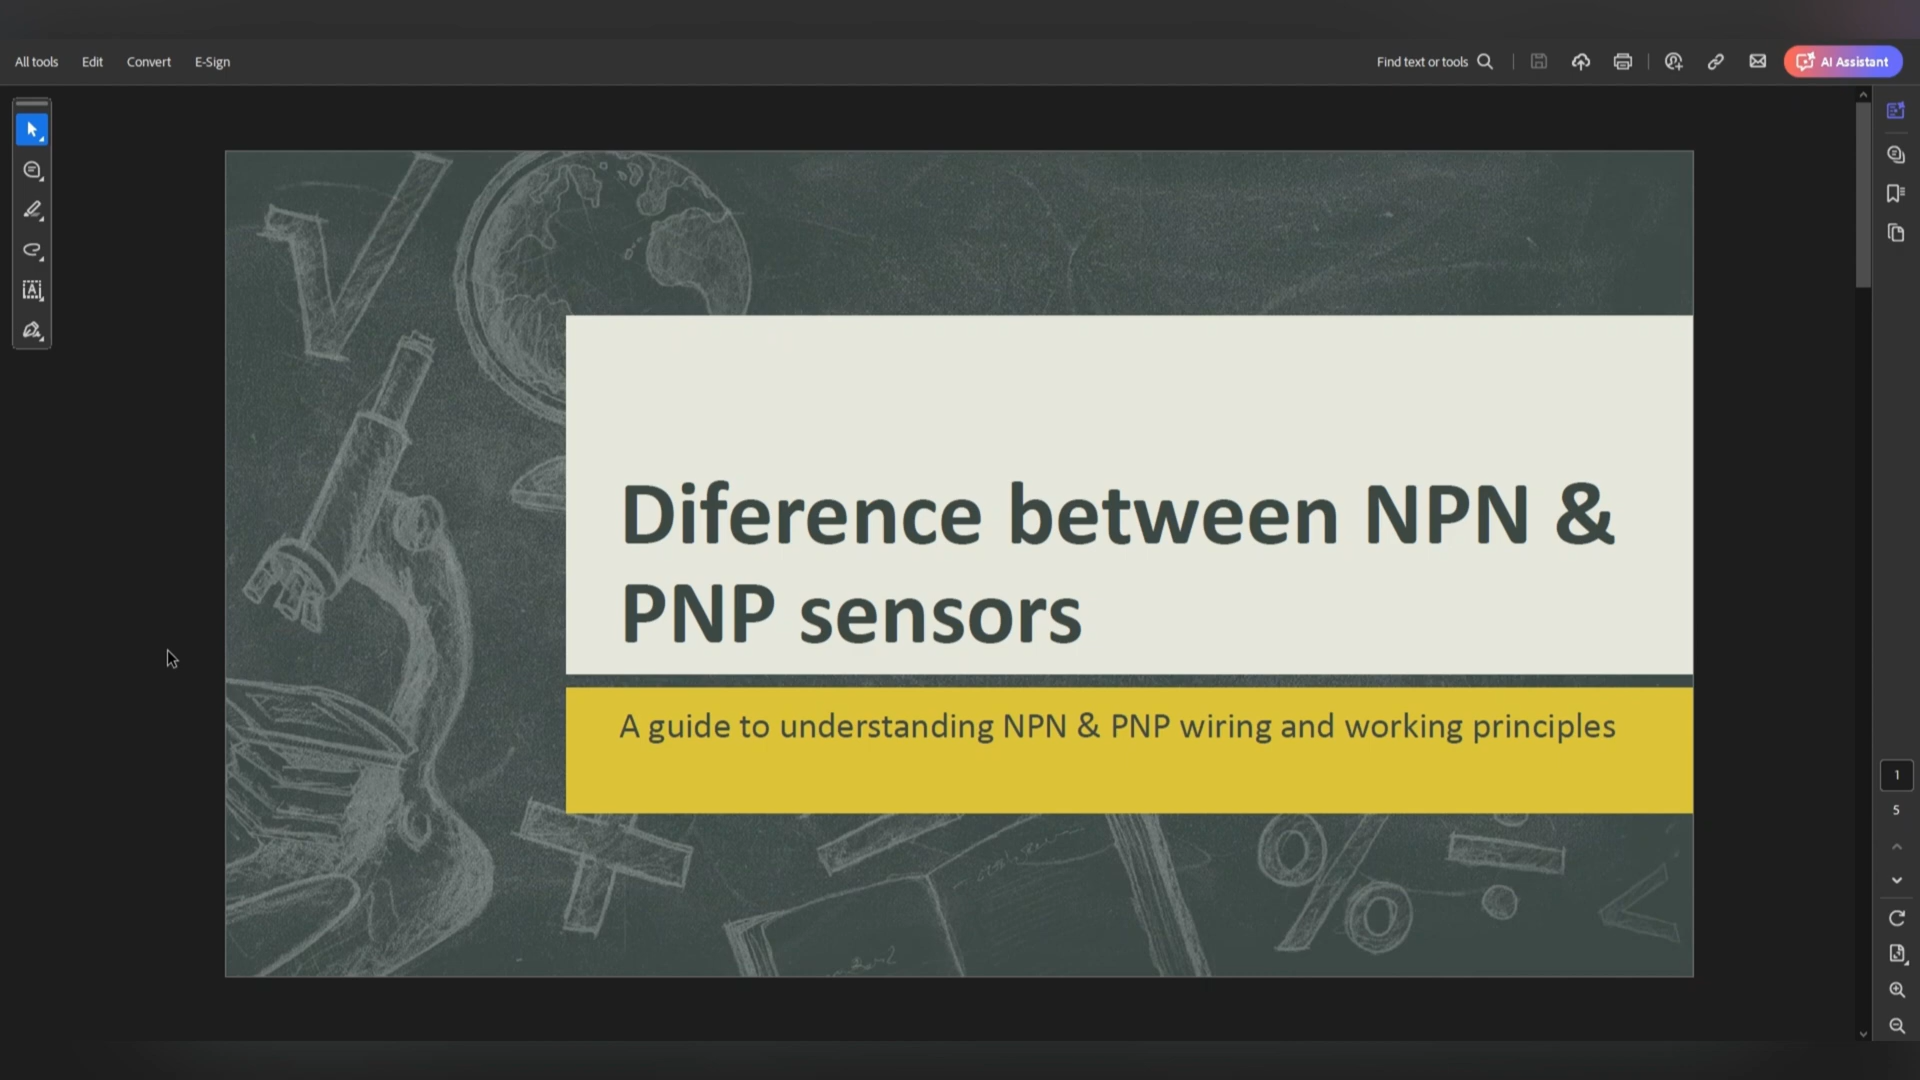 All tools Edit Convert E-Sign Find text or tools AI Assistant
Diference between NPN &
PNP sensors
A guide to understanding NPN & PNP wiring and working principles
1
5